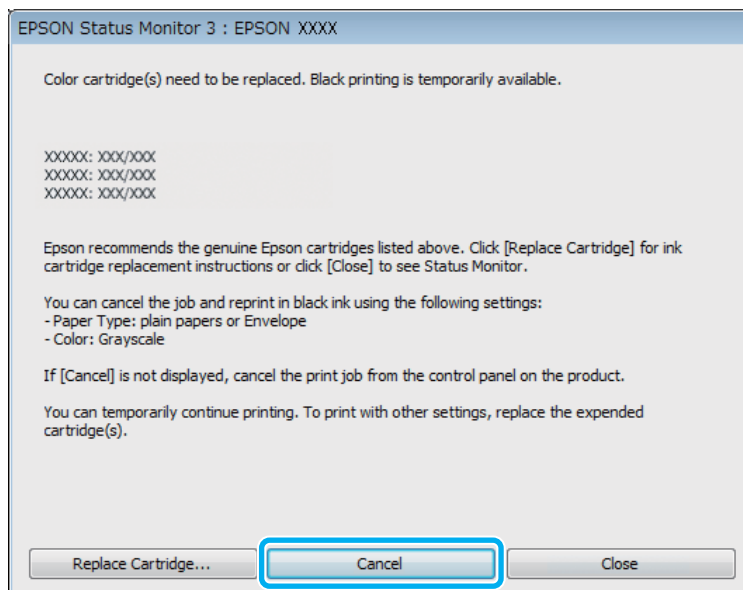 EPSON Status Monitor 3 : EPSON XXXX
Color cartridge(s) need to be replaced. Black printing is temporarily available.
XXXXX: XXX/XXX
XXXXX: XXX/XXX
XXXXX: XXX/XXX
Epson recommends the genuine Epson cartridges listed above. Click [Replace Cartridge] for ink
cartridge replacement instructions or click [Close] to see Status Monitor.
You can cancel the job and reprint in black ink using the following settings:
- Paper Type: plain papers or Envelope
- Color: Grayscale
If [Cancel] is not displayed, cancel the print job from the control panel on the product.
You can temporarily continue printing. To print with other settings, replace the expended
cartridge(s).
Replace Cartridge... Cancel Close